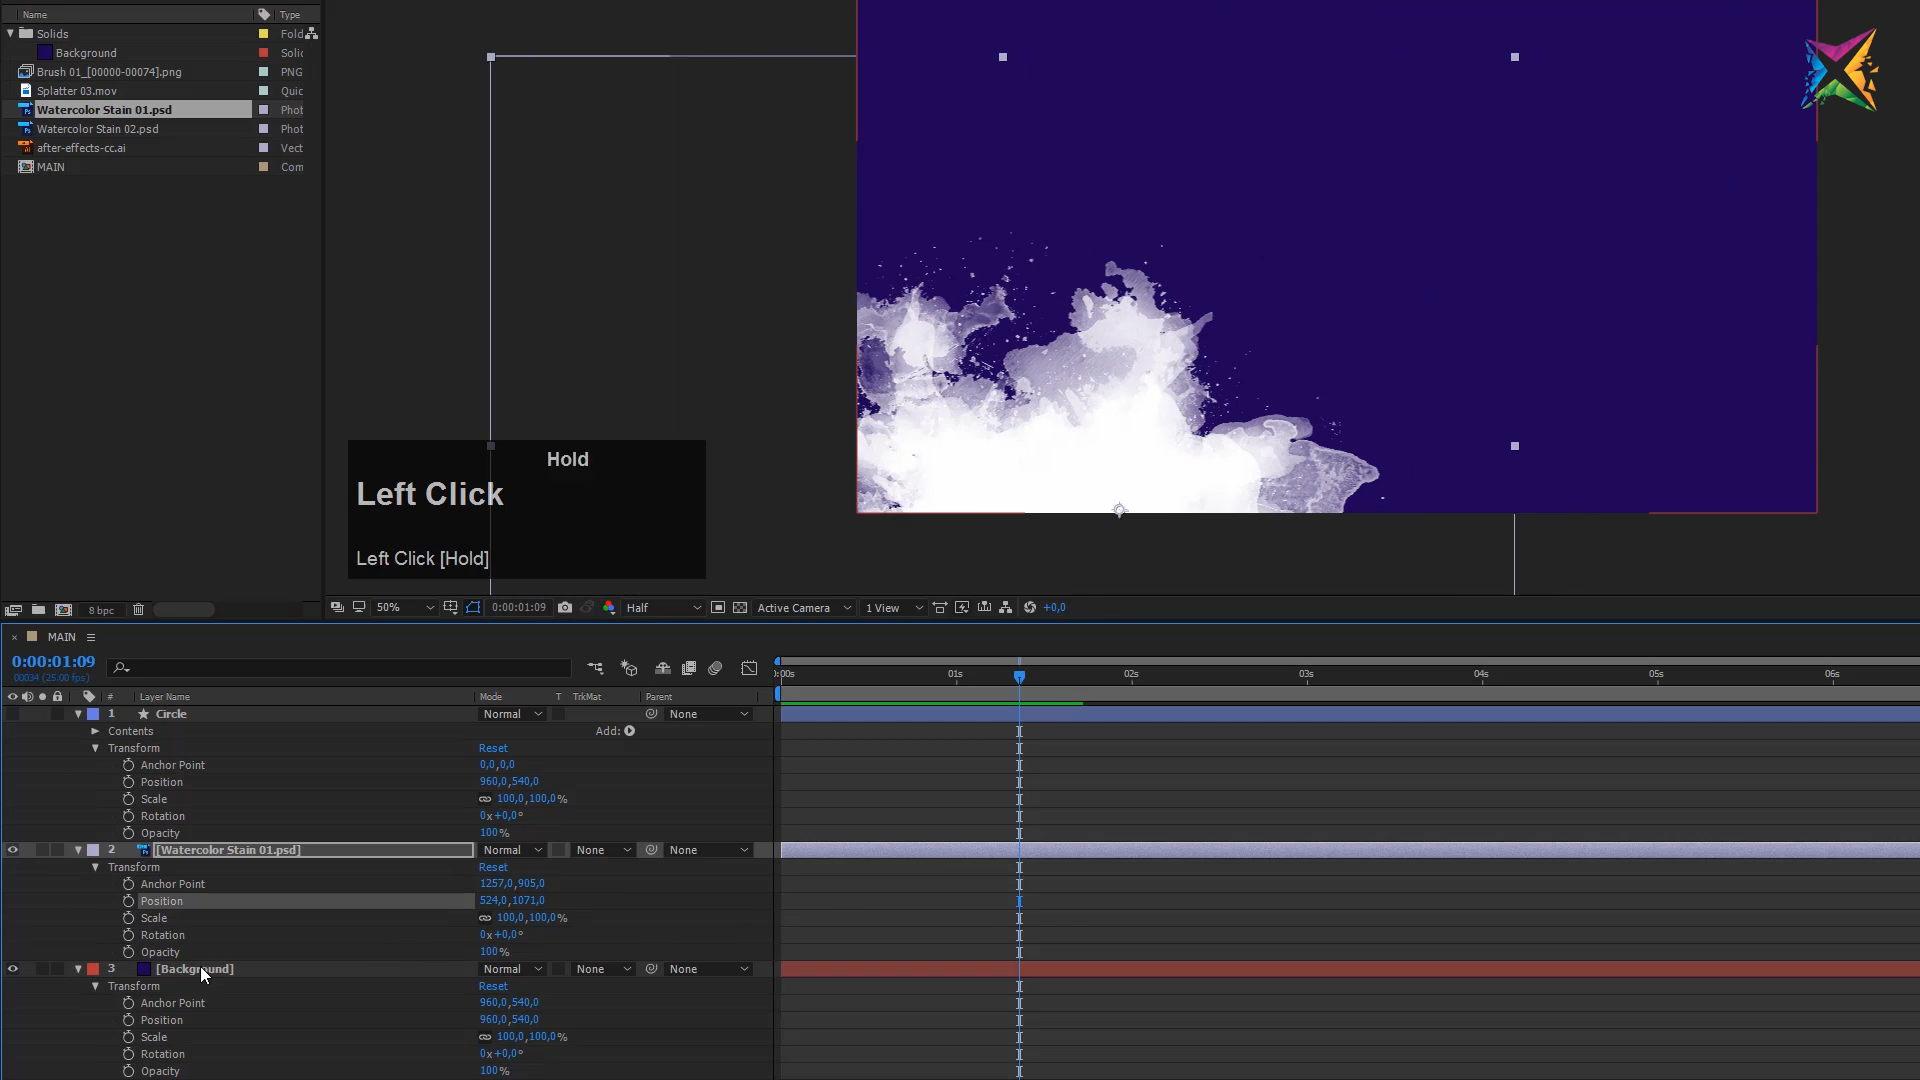 Name Type
Solids Fold
Background Solid
Brush 01_[00000-00074].png PNG
Splatter 03.mov Quic
Watercolor Stain 01.psd Phot
Watercolor Stain 02.psd Phot
after-effects-cc.ai Vect
MAIN Com
Hold
Left Click
Left Click [Hold]
8 bpc
50% 0:00:01:09 Half Active Camera 1 View +0,0
× MAIN
0:00:01:09
00034 (25.00 fps)
:00s 01s 02s 03s 04s 05s 06s
# Layer Name Mode T TrkMat Parent
1 Circle Normal None
Contents Add:
Transform Reset
Anchor Point 0,0,0,0
Position 960,0,540,0
Scale 100,0,100,0%
Rotation 0x+0,0°
Opacity 100%
2 [Watercolor Stain 01.psd] Normal None None
Transform Reset
Anchor Point 1257,0,905,0
Position 524,0,1071,0
Scale 100,0,100,0%
Rotation 0x+0,0°
Opacity 100%
3 [Background] Normal None None
Transform Reset
Anchor Point 960,0,540,0
Position 960,0,540,0
Scale 100,0,100,0%
Rotation 0x+0,0°
Opacity 100%